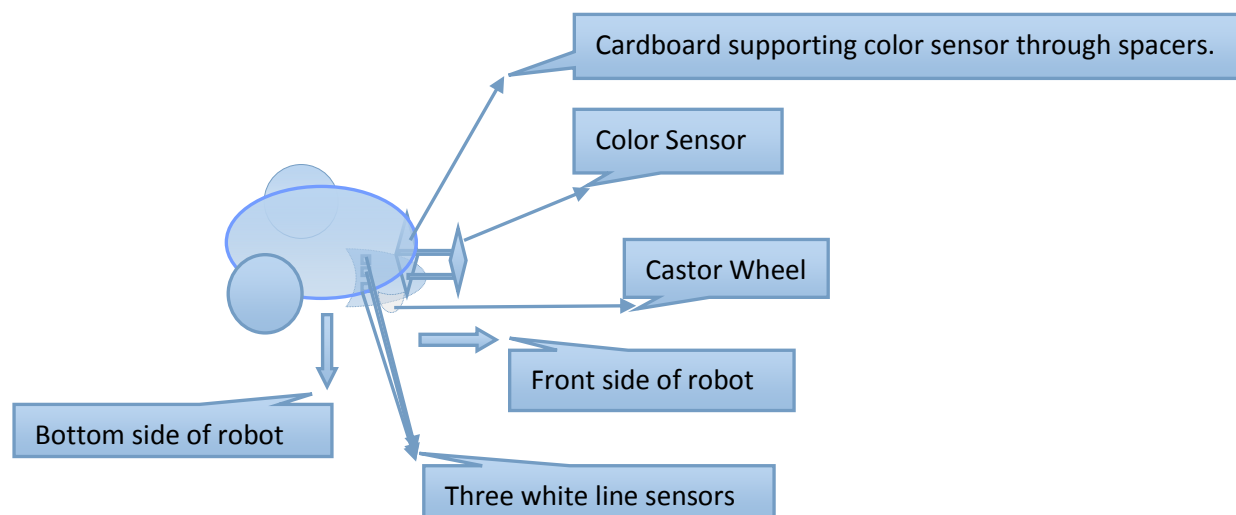 Cardboard supporting color sensor through spacers.
Color Sensor
Castor Wheel
Front side of robot
Bottom side of robot
Three white line sensors